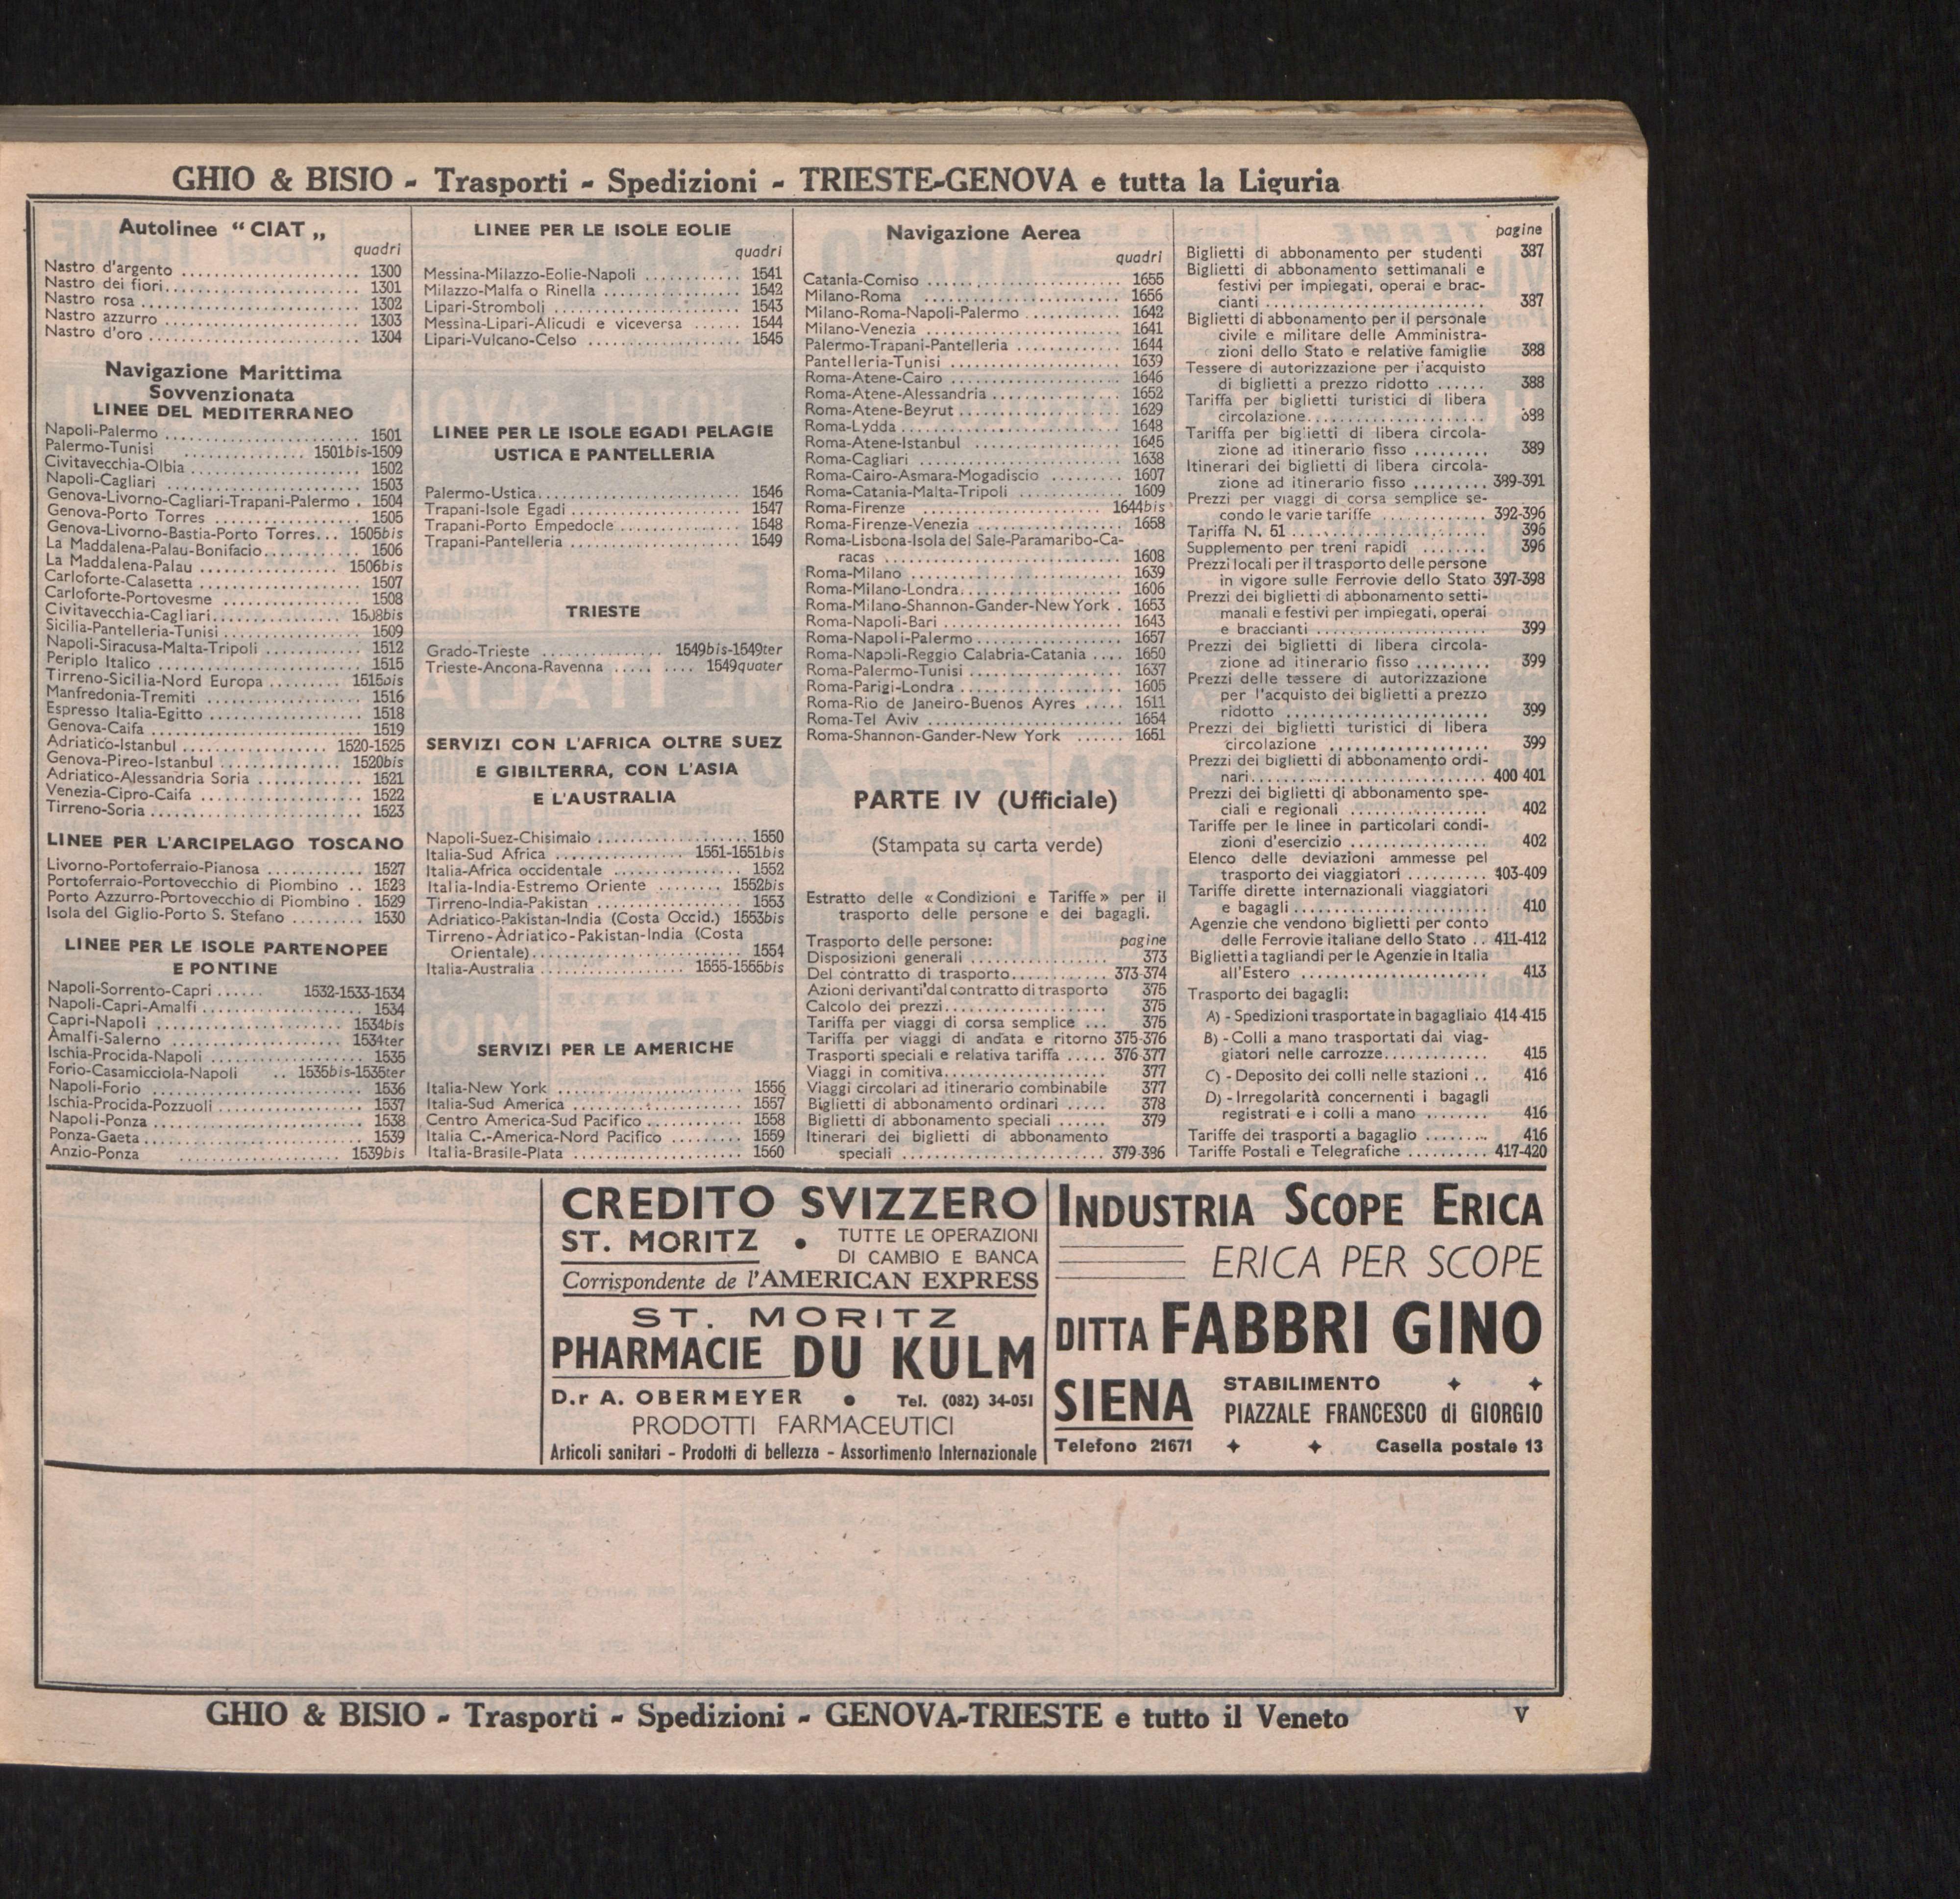 GHIO & BISIO - Trasporti - Spedizioni - TRIESTE-GENOVA e tutta la Liguria
Autolinee “CIAT„
quadri
Nastro d'argento ..................... 1300
Nastro dei fiori....................... 1301
Nastro rosa .......................... 1302
Nastro azzurro ....................... 1303
Nastro d'oro ......................... 1304
Navigazione Marittima
Sovvenzionata
LINEE DEL MEDITERRANEO
Napoli-Palermo ....................... 1501
Palermo-Tunisi ............... 1501bis-1509
Civitavecchia-Olbia .................... 1502
Napoli-Cagliari ....................... 1503
Genova-Livorno-Cagliari-Trapani-Palermo . 1504
Genova-Porto Torres .................. 1505
Genova-Livorno-Bastia-Porto Torres... 1505bis
La Maddalena-Palau-Bonifacio............ 1506
La Maddalena-Palau .................. 1506bis
Carloforte-Calasetta ................... 1507
Carloforte-Portovesme ................. 1508
Civitavecchia-Cagliari................ 1508bis
Sicilia-Pantelleria-Tunisi................ 1509
Napoli-Siracusa-Malta-Tripoli ........... 1512
Periplo Italico ........................ 1515
Tirreno-Sicilia-Nord Europa ......... 1515bis
Manfredonia-Tremiti ................... 1516
Espresso Italia-Egitto .................. 1518
Genova-Caifa ......................... 1519
Adriatico-Istanbul ................. 1520-1525
Genova-Pireo-Istanbul ................ 1520bis
Adriatico-Alessandria Soria ............ 1521
Venezia-Cipro-Caifa ................... 1522
Tirreno-Soria ......................... 1523
LINEE PER L'ARCIPELAGO TOSCANO
Livorno-Portoferraio-Pianosa ........... 1527
Portoferraio-Portovecchio di Piombino .. 1528
Porto Azzurro-Portovecchio di Piombino . 1529
Isola del Giglio-Porto S. Stefano ......... 1530
LINEE PER LE ISOLE PARTENOPEE
E PONTINE
Napoli-Sorrento-Capri ...... 1532-1533-1534
Napoli-Capri-Amalfi.................... 1534
Capri-Napoli ........................ 1534bis
Amalfi-Salerno ...................... 1534ter
Ischia-Procida-Napoli .................. 1535
Forio-Casamicciola-Napoli .. 1535bis-1535ter
Napoli-Forio ......................... 1536
Ischia-Procida-Pozzuoli................. 1537
Napoli-Ponza ......................... 1538
Ponza-Gaeta.......................... 1539
Anzio-Ponza ................... 1539bis
LINEE PER LE ISOLE EOLIE
quadri
Messina-Milazzo-Eolie-Napoli ............ 1541
Milazzo-Malfa o Rinella ................. 1542
Lipari-Stromboli ....................... 1543
Messina-Lipari-Alicudi e viceversa ...... 1544
Lipari-Vulcano-Celso ................... 1545
LINEE PER LE ISOLE EGADI PELAGIE
USTICA E PANTELLERIA
Palermo-Ustica........................ 1546
Trapani-Isole Egadi .................... 1547
Trapani-Porto Empedocle ............... 1548
Trapani-Pantelleria ..................... 1549
TRIESTE
Grado-Trieste ............... 1549bis-1549ter
Trieste-Ancona-Ravenna ..... .... 1549quater
SERVIZI CON L'AFRICA OLTRE SUEZ
E GIBILTERRA, CON L'ASIA
E L'AUSTRALIA
Napoli-Suez-Chisimaio .................. 1550
Italia-Sud Africa ................ 1551-1551bis
Italia-Africa occidentale ................ 1552
Italia-India-Estremo Oriente ........ 1552bis
Tirreno-India-Pakistan ................. 1553
Adriatico-Pakistan-India (Costa Occid.) 1553bis
Tirreno-Adriatico-Pakistan-India (Costa
Orientale)........................... 1554
Italia-Australia ................. 1555-1555bis
SERVIZI PER LE AMERICHE
Italia-New York ....................... 1556
Italia-Sud America ..................... 1557
Centro America-Sud Pacifico ............ 1558
Italia C.-America-Nord Pacifico ......... 1559
Italia-Brasile-Plata ..................... 1560
Navigazione Aerea
quadri
Catania-Comiso ....................... 1655
Milano-Roma ....................... 1656
Milano-Roma-Napoli-Palermo ........... 1642
Milano-Venezia ....................... 1641
Palermo-Trapani-Pantelleria ............ 1644
Pantelleria-Tunisi ...................... 1639
Roma-Atene-Cairo .................... 1646
Roma-Atene-Alessandria ............... 1652
Roma-Atene-Beyrut ................... 1629
Roma-Lydda .......................... 1648
Roma-Atene-Istanbul ................. 1645
Roma-Cagliari ........................ 1638
Roma-Cairo-Asmara-Mogadiscio ......... 1607
Roma-Catania-Malta-Tripoli ............ 1609
Roma-Firenze ..................... 1644bis
Roma-Firenze-Venezia ................. 1658
Roma-Lisbona-Isola del Sale-Paramaribo-Ca-
racas .............................. 1608
Roma-Milano ......................... 1639
Roma-Milano-Londra................... 1606
Roma-Milano-Shannon-Gander-New York . 1653
Roma-Napoli-Bari ..................... 1643
Roma-Napoli-Palermo ................. 1657
Roma-Napoli-Reggio Calabria-Catania .... 1650
Roma-Palermo-Tunisi .................. 1637
Roma-Parigi-Londra ................... 1605
Roma-Rio de Janeiro-Buenos Ayres ..... 1511
Roma-Tel Aviv ....................... 1654
Roma-Shannon-Gander-New York ...... 1651
PARTE IV (Ufficiale)
(Stampata su carta verde)
Estratto delle «Condizioni e Tariffe» per il
trasporto delle persone e dei bagagli.
Trasporto delle persone: pagine
Disposizioni generali ................. 373
Del contratto di trasporto........... 373-374
Azioni derivanti dal contratto di trasporto 375
Calcolo dei prezzi.................... 375
Tariffa per viaggi di corsa semplice ... 375
Tariffa per viaggi di andata e ritorno 375-376
Trasporti speciali e relativa tariffa ..... 376-377
Viaggi in comitiva.................... 377
Viaggi circolari ad itinerario combinabile 377
Biglietti di abbonamento ordinari ..... 378
Biglietti di abbonamento speciali ...... 379
Itinerari dei biglietti di abbonamento
speciali ......................... 379-386
pagine
Biglietti di abbonamento per studenti 387
Biglietti di abbonamento settimanali e
festivi per impiegati, operai e brac-
cianti ........................... 387
Biglietti di abbonamento per il personale
civile e militare delle Amministra-
zioni dello Stato e relative famiglie 388
Tessere di autorizzazione per l'acquisto
di biglietti a prezzo ridotto ...... 388
Tariffa per biglietti turistici di libera
circolazione...................... 388
Tariffa per biglietti di libera circola-
zione ad itinerario fisso ......... 389
Itinerari dei biglietti di libera circola-
zione ad itinerario fisso ......... 389-391
Prezzi per viaggi di corsa semplice se-
condo le varie tariffe ............ 392-396
Tariffa N. 51 ....................... 396
Supplemento per treni rapidi ........ 396
Prezzi locali per il trasporto delle persone
in vigore sulle Ferrovie dello Stato 397-398
Prezzi dei biglietti di abbonamento setti-
manali e festivi per impiegati, operai
e braccianti ...................... 399
Prezzi dei biglietti di libera circola-
zione ad itinerario fisso ......... 399
Prezzi delle tessere di autorizzazione
per l'acquisto dei biglietti a prezzo
ridotto .......................... 399
Prezzi dei biglietti turistici di libera
circolazione ..................... 399
Prezzi dei biglietti di abbonamento ordi-
nari............................. 400 401
Prezzi dei biglietti di abbonamento spe-
ciali e regionali ................. 402
Tariffe per le linee in particolari condi-
zioni d'esercizio ................. 402
Elenco delle deviazioni ammesse pel
trasporto dei viaggiatori .......... 403-409
Tariffe dirette internazionali viaggiatori
e bagagli......................... 410
Agenzie che vendono biglietti per conto
delle Ferrovie italiane dello Stato .. 411-412
Biglietti a tagliandi per le Agenzie in Italia
all'Estero ....................... 413
Trasporto dei bagagli:
A) - Spedizioni trasportate in bagagliaio 414-415
B) - Colli a mano trasportati dai viag-
giatori nelle carrozze............. 415
C) - Deposito dei colli nelle stazioni .. 416
D) - Irregolarità concernenti i bagagli
registrati e i colli a mano ........ 416
Tariffe dei trasporti a bagaglio ........ 416
Tariffe Postali e Telegrafiche .......... 417-420
CREDITO SVIZZERO
ST. MORITZ • TUTTE LE OPERAZIONI
DI CAMBIO E BANCA
Corrispondente de l'AMERICAN EXPRESS
ST. MORITZ
PHARMACIE DU KULM
D.r A. OBERMEYER • Tel. (082) 34-051
PRODOTTI FARMACEUTICI
Articoli sanitari - Prodotti di bellezza - Assortimento Internazionale
INDUSTRIA SCOPE ERICA
ERICA PER SCOPE
DITTA FABBRI GINO
SIENA STABILIMENTO
PIAZZALE FRANCESCO di GIORGIO
Telefono 21671 Casella postale 13
GHIO & BISIO - Trasporti - Spedizioni - GENOVA-TRIESTE e tutto il Veneto
V